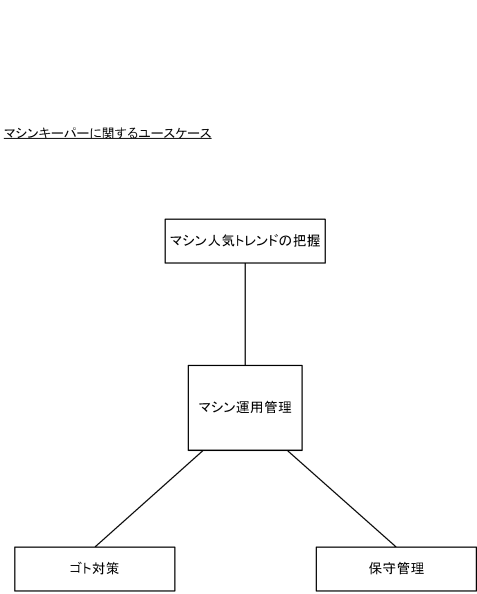 マシンキーパーに関するユースケース
マシン人気トレンドの把握
マシン運用管理
ゴト対策
保守管理